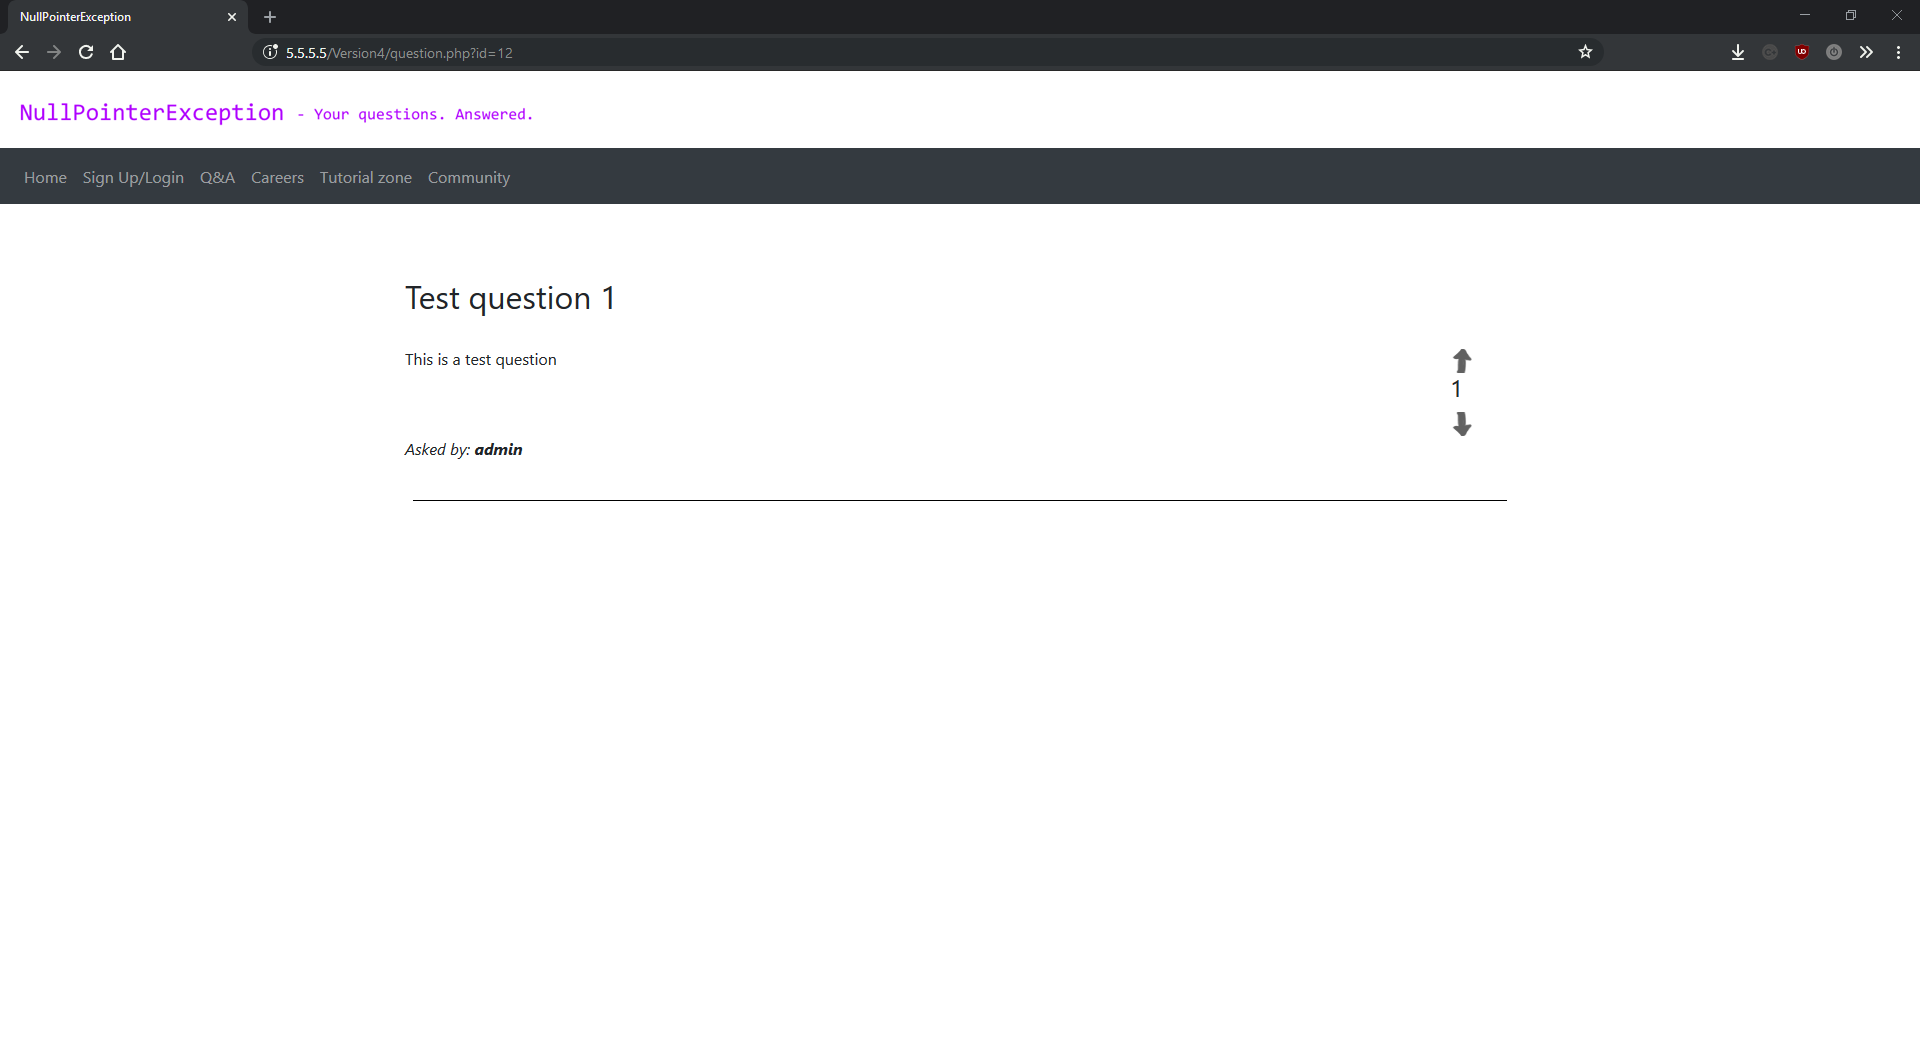 NullPointerException
5.5.5.5/Version4/question.php?id=12
NullPointerException - Your questions. Answered.
Home Sign Up/Login Q&A Careers Tutorial zone Community
Test question 1
This is a test question
1
Asked by: admin